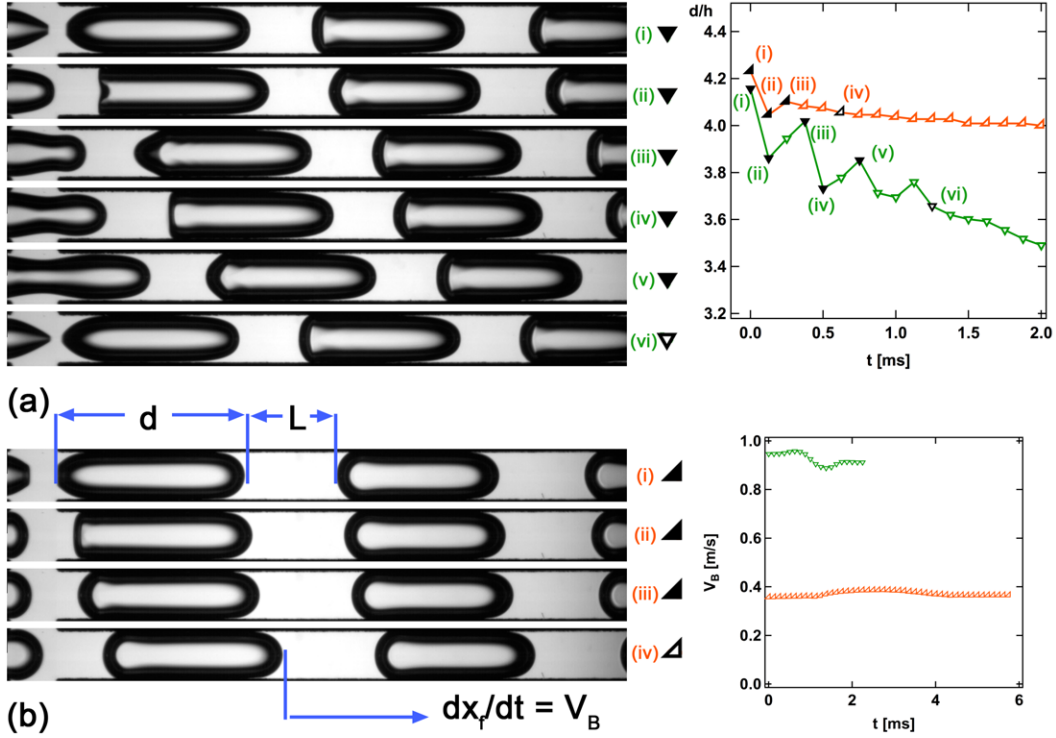 (i)
(ii)
(iii)
(iv)
(v)
(vi)
(a)
d
L
(i)
(ii)
(iii)
(iv)
(b)
dx_f/dt = V_B
d/h
4.4
4.2
4.0
3.8
3.6
3.4
3.2
(i)
(ii)
(iii)
(iv)
(i)
(ii)
(iii)
(iv)
(v)
(vi)
0.0
0.5
1.0
1.5
2.0
t [ms]
V_B [m/s]
1.0
0.8
0.6
0.4
0.2
0.0
0
2
4
6
t [ms]